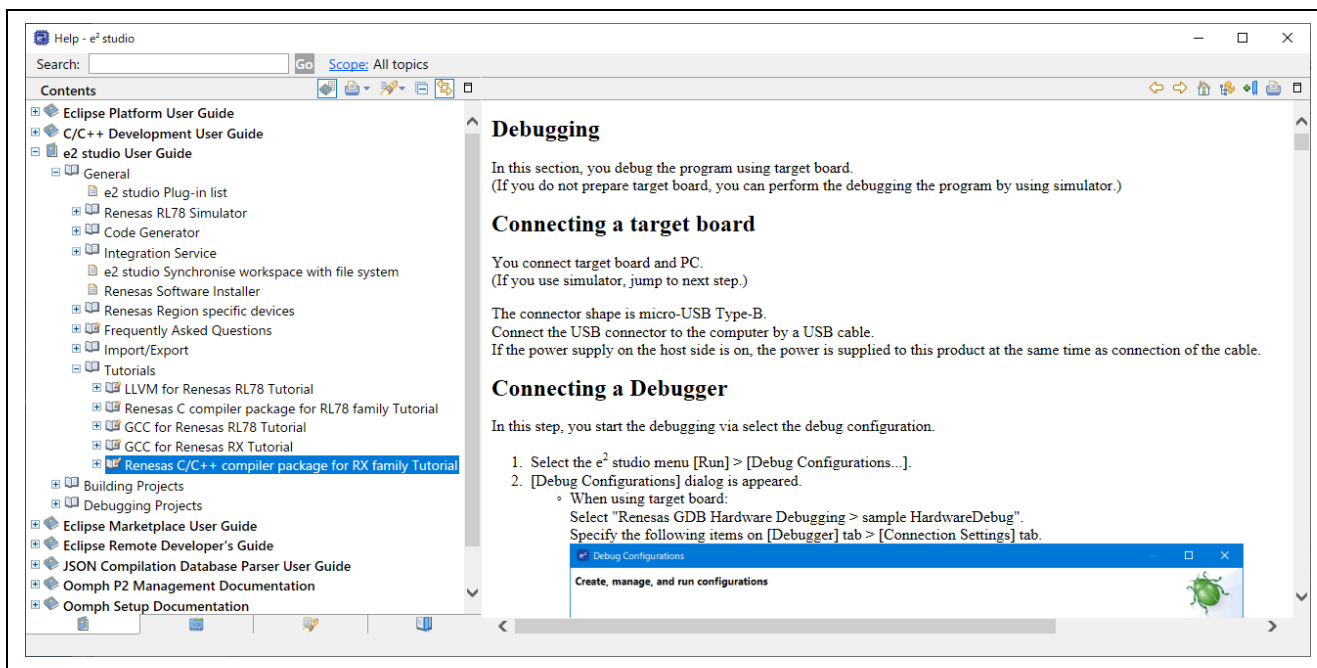 Help - e² studio
Search:
Go
Scope: All topics
Contents
Eclipse Platform User Guide
C/C++ Development User Guide
e2 studio User Guide
General
e2 studio Plug-in list
Renesas RL78 Simulator
Code Generator
Integration Service
e2 studio Synchronise workspace with file system
Renesas Software Installer
Renesas Region specific devices
Frequently Asked Questions
Import/Export
Tutorials
LLVM for Renesas RL78 Tutorial
Renesas C compiler package for RL78 family Tutorial
GCC for Renesas RL78 Tutorial
GCC for Renesas RX Tutorial
Renesas C/C++ compiler package for RX family Tutorial
Building Projects
Debugging Projects
Eclipse Marketplace User Guide
Eclipse Remote Developer's Guide
JSON Compilation Database Parser User Guide
Oomph P2 Management Documentation
Oomph Setup Documentation
Debugging
In this section, you debug the program using target board.
(If you do not prepare target board, you can perform the debugging the program by using simulator.)
Connecting a target board
You connect target board and PC.
(If you use simulator, jump to next step.)
The connector shape is micro-USB Type-B.
Connect the USB connector to the computer by a USB cable.
If the power supply on the host side is on, the power is supplied to this product at the same time as connection of the cable.
Connecting a Debugger
In this step, you start the debugging via select the debug configuration.
1. Select the e² studio menu [Run] > [Debug Configurations...].
2. [Debug Configurations] dialog is appeared.
◦ When using target board:
Select "Renesas GDB Hardware Debugging > sample HardwareDebug".
Specify the following items on [Debugger] tab > [Connection Settings] tab.
Debug Configurations
Create, manage, and run configurations